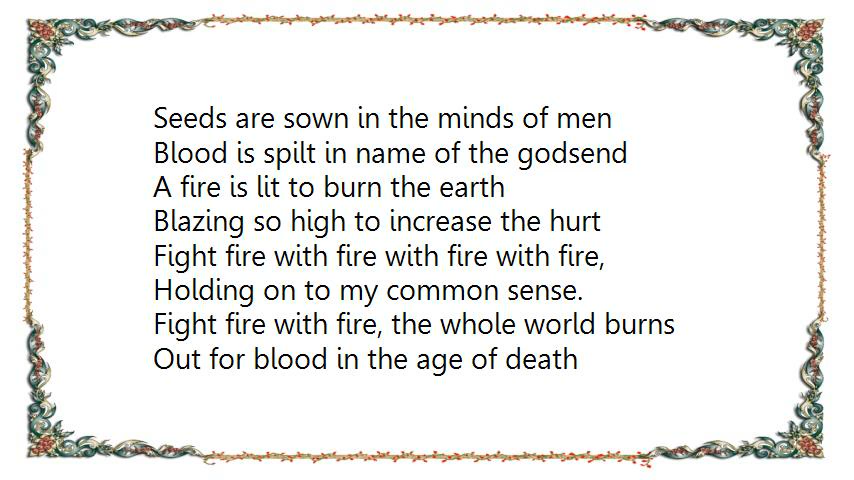 Seeds are sown in the minds of men
Blood is spilt in name of the godsend
A fire is lit to burn the earth
Blazing so high to increase the hurt
Fight fire with fire with fire with fire,
Holding on to my common sense.
Fight fire with fire, the whole world burns
Out for blood in the age of death